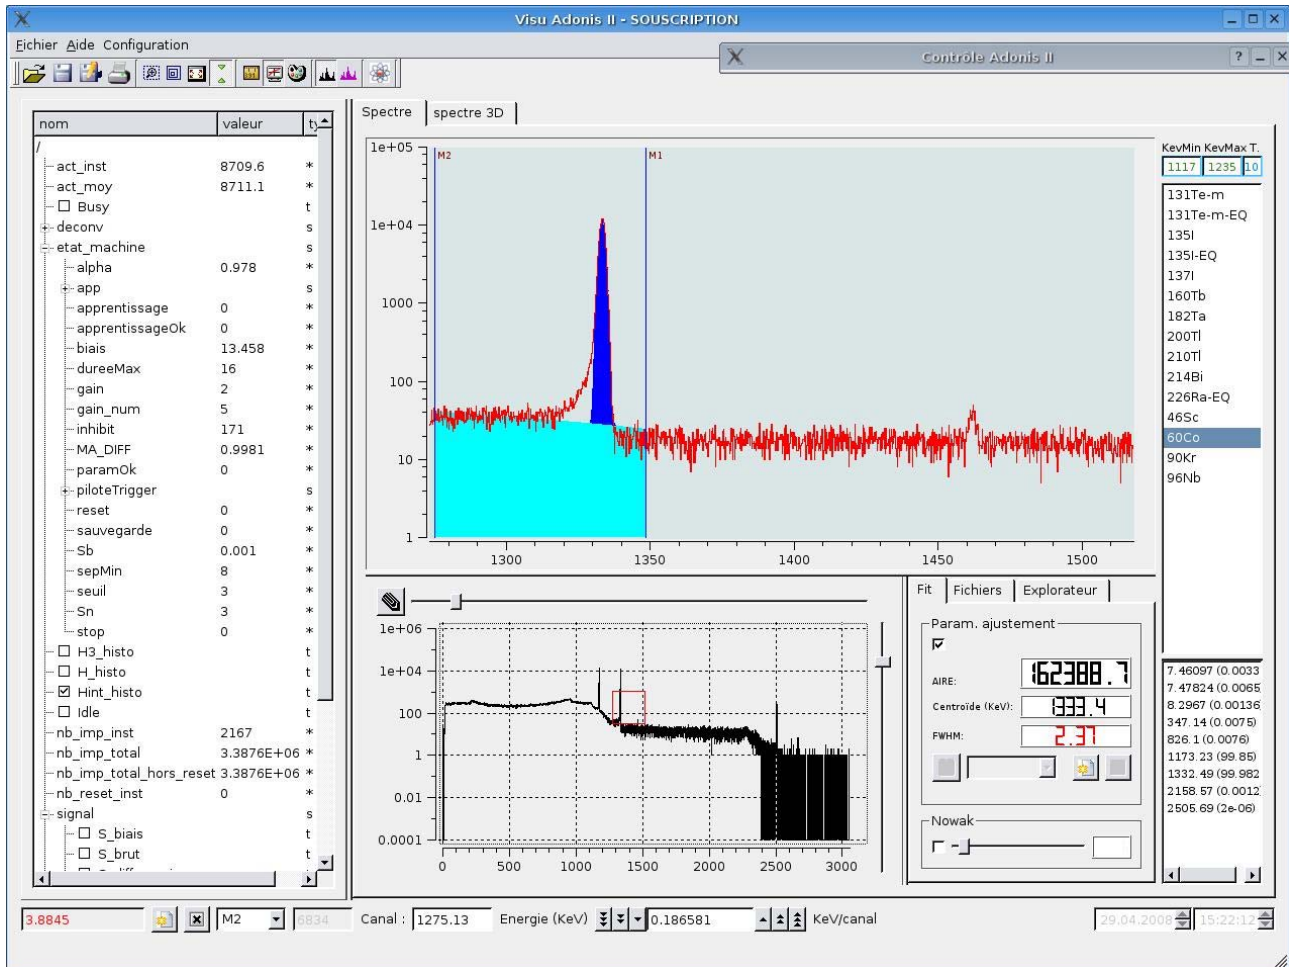 Visu Adonis II - SOUSCRIPTION
Fichier Aide Configuration
Contrôle Adonis II
nom valeur
/
act_inst 8709.6 *
act_moy 8711.1 *
Busy t
deconv s
etat_machine s
alpha 0.978 *
app s
apprentissage 0 *
apprentissageOk 0 *
biais 13.458 *
dureeMax 16 *
gain 2 *
gain_num 5 *
inhibit 171 *
MA_DIFF 0.9981 *
paramOk 0 *
piloteTrigger s
reset 0 *
sauvegarde 0 *
Sb 0.001 *
sepMin 8 *
seuil 3 *
Sn 3 *
stop 0 *
H3_histo t
H_histo t
Hint_histo t
Idle t
nb_imp_inst 2167 *
nb_imp_total 3.3876E+06 *
nb_imp_total_hors_reset 3.3876E+06 *
nb_reset_inst 0 *
signal s
S_biais t
S_brut t
Spectre spectre 3D
1e+05
1e+04
1000
100
10
1
M2 M1
1300 1350 1400 1450 1500
KevMin KevMax T.
1117 1235 10
131Te-m
131Te-m-EQ
135I
135I-EQ
137I
160Tb
182Ta
200Tl
210Tl
214Bi
226Ra-EQ
46Sc
60Co
90Kr
96Nb
1e+06
1e+04
100
1
0.01
0.0001
0 500 1000 1500 2000 2500 3000
Fit Fichiers Explorateur
Param. ajustement
AIRE: 162388.7
Centroïde (KeV): 1333.4
FWHM: 2.37
Nowak
7.46097 (0.0033
7.47824 (0.0065
8.2967 (0.00136
347.14 (0.0075)
826.1 (0.0076)
1173.23 (99.85)
1332.49 (99.982
2158.57 (0.0012
2505.69 (2e-06)
3.8845 M2 6834 Canal : 1275.13 Energie (KeV) 0.186581 KeV/canal 29.04.2008 15:22:12